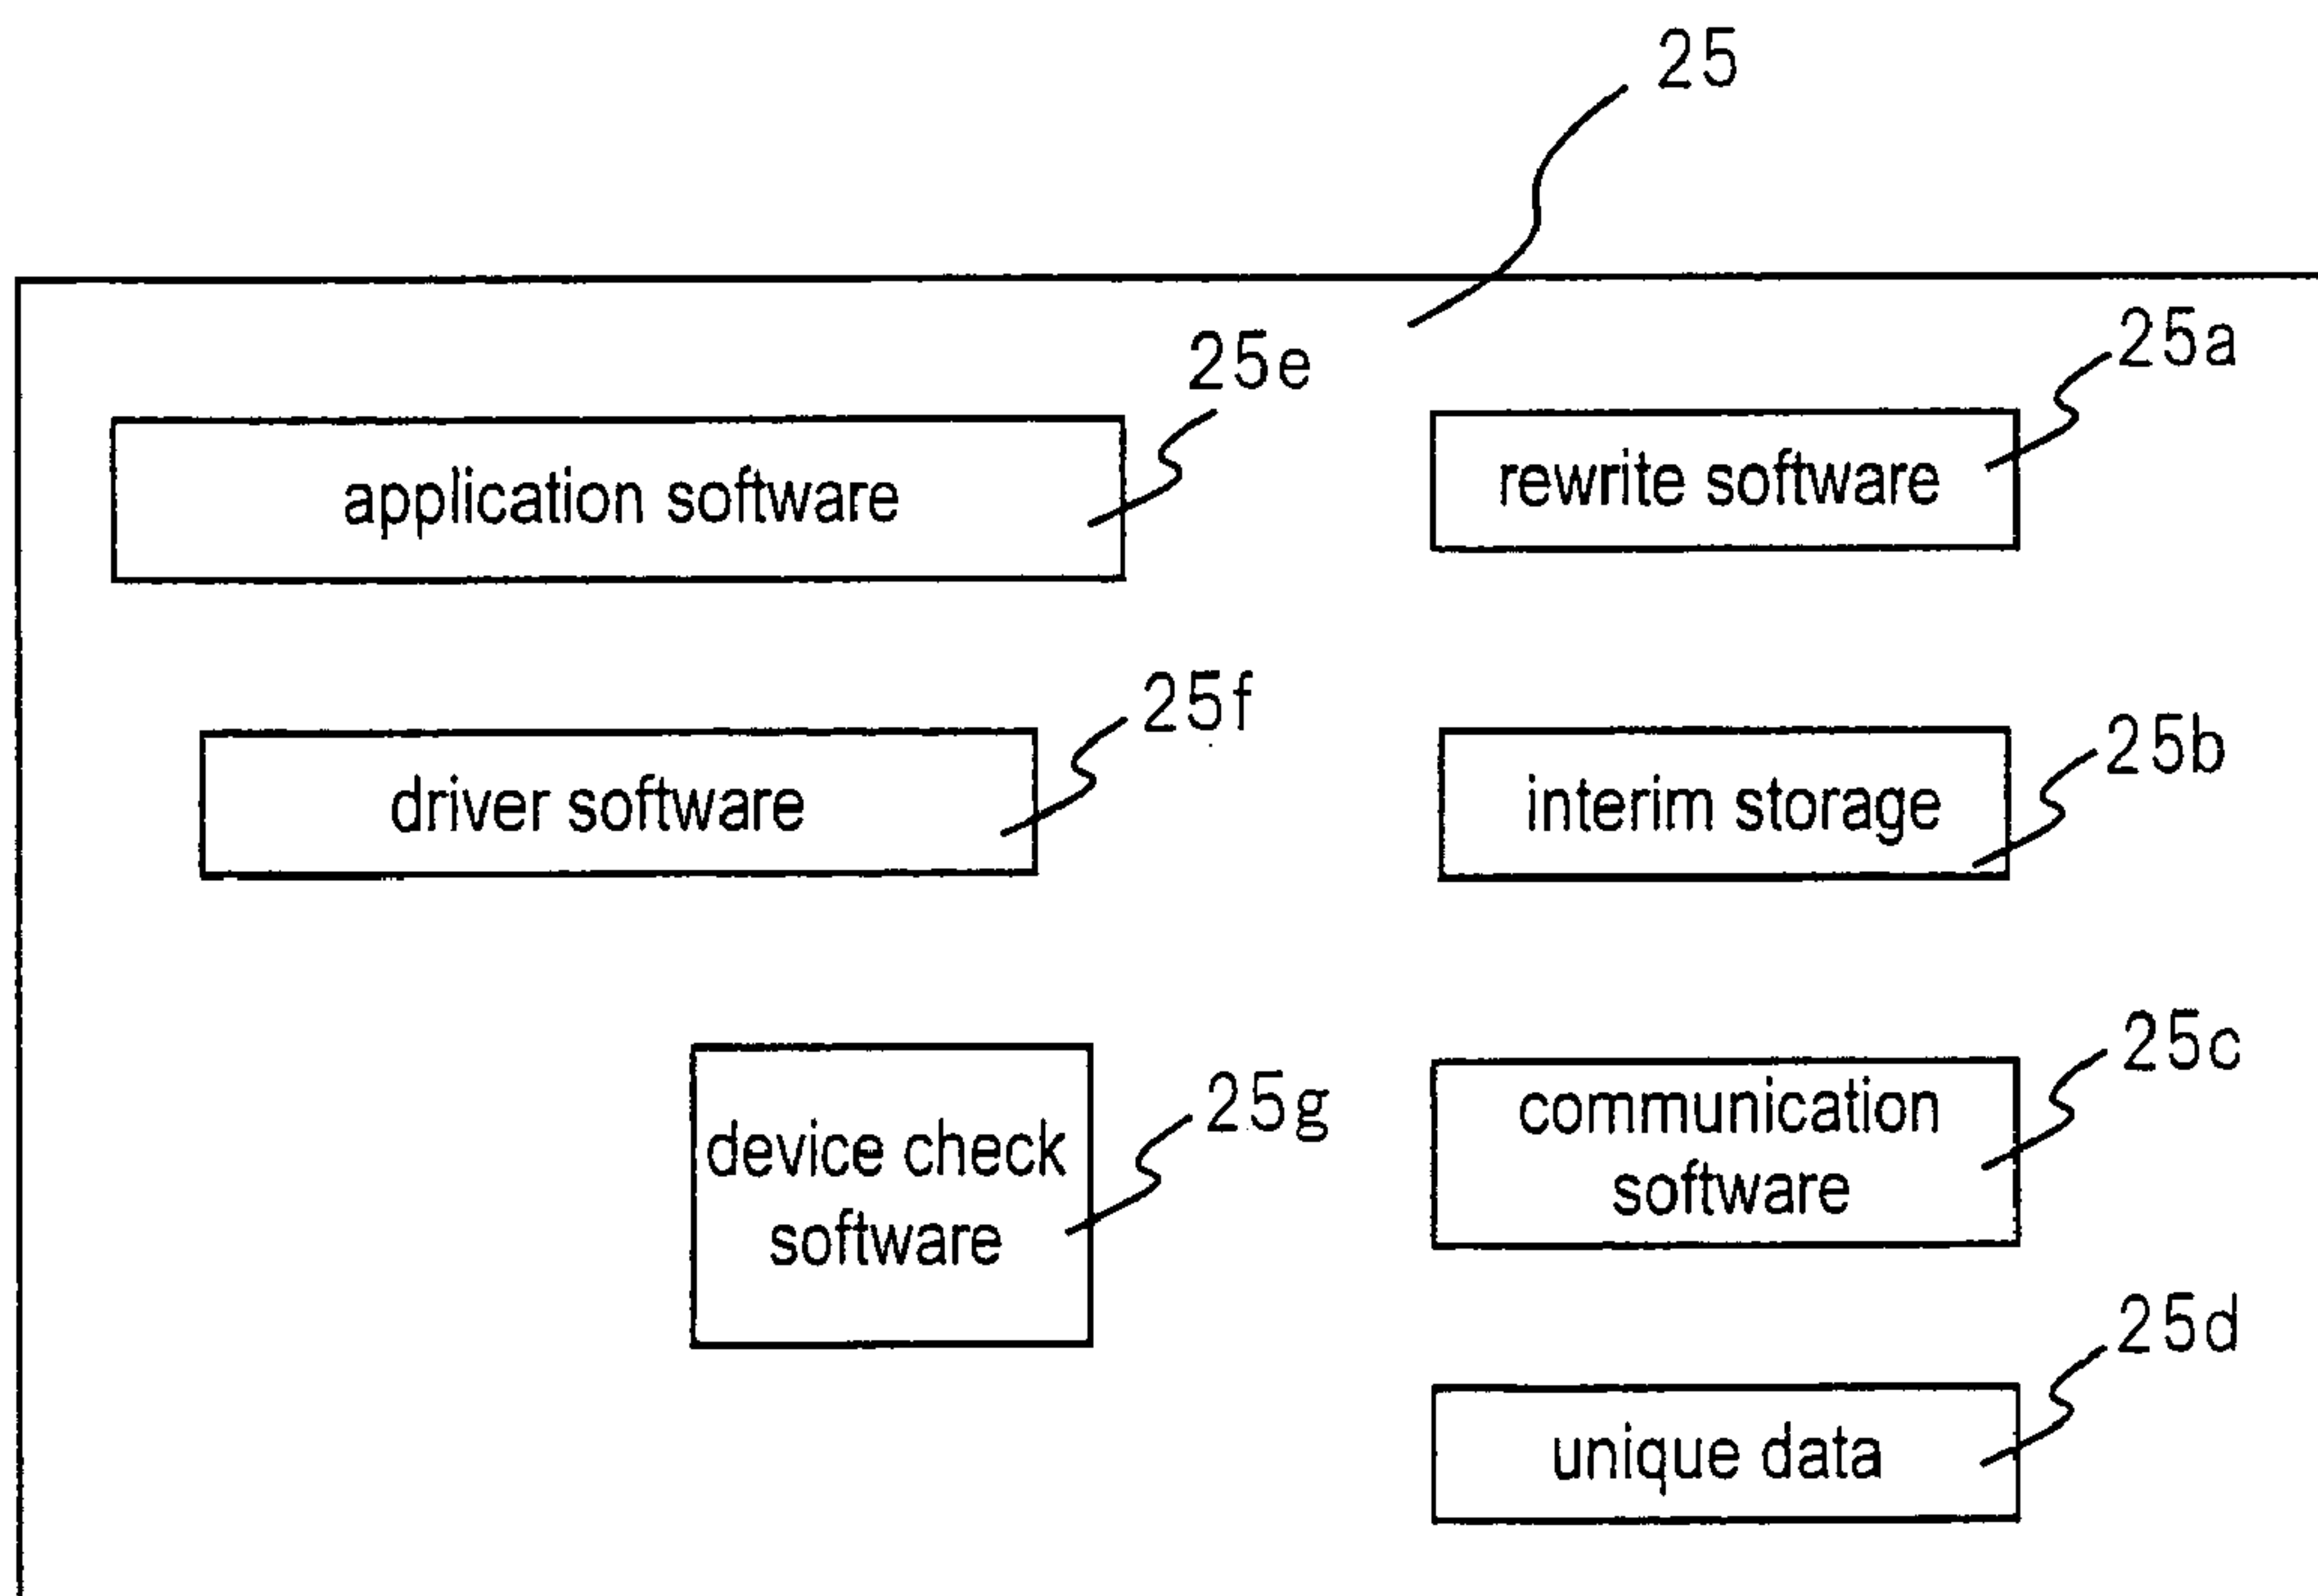 25
25e
25a
application software
rewrite software
25f
25b
driver software
interim storage
25c
25g
communication
software
device check
software
25d
unique data